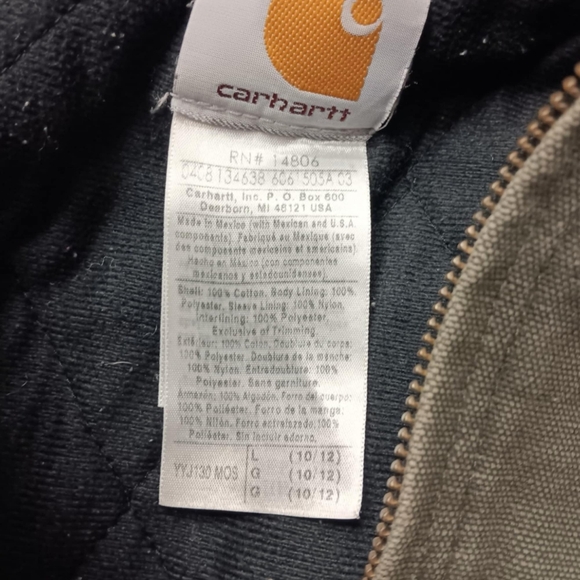 carhartt
RN# 14806
0408 134638 6061505A 03
Carhartt, Inc. P. O. Box 600
Dearborn, MI 48121 USA
Made in Mexico (with Mexican and U.S.A.
components). Fabriqué au Mexique (avec
des composants mexicains et américains).
Hecho en México (con componentes
mexicanos y estadounidenses).
Shell: 100% Cotton. Body Lining: 100%
Polyester. Sleeve Lining: 100% Nylon.
Interlining: 100% Polyester.
Exclusive of Trimming.
Extérieur: 100% Coton. Doublure du corps:
100% Polyester. Doublure de la manche:
100% Nylon. Entredoublure: 100%
Polyester. Sans garniture.
Armazón: 100% Algodón. Forro del cuerpo:
100% Poliéster. Forro de la manga:
100% Nilón. Forro entrelazado: 100%
Poliéster. Sin incluir adorno.
YYJ130 MOS
L (10/12)
G (10/12)
G (10/12)